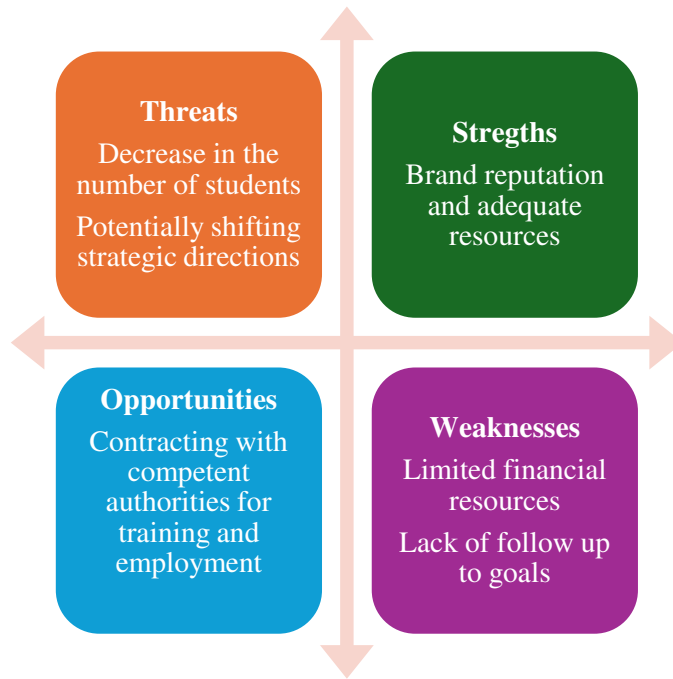 Threats
Decrease in the
number of students
Potentially shifting
strategic directions
Stregths
Brand reputation
and adequate
resources
Opportunities
Contracting with
competent
authorities for
training and
employment
Weaknesses
Limited financial
resources
Lack of follow up
to goals